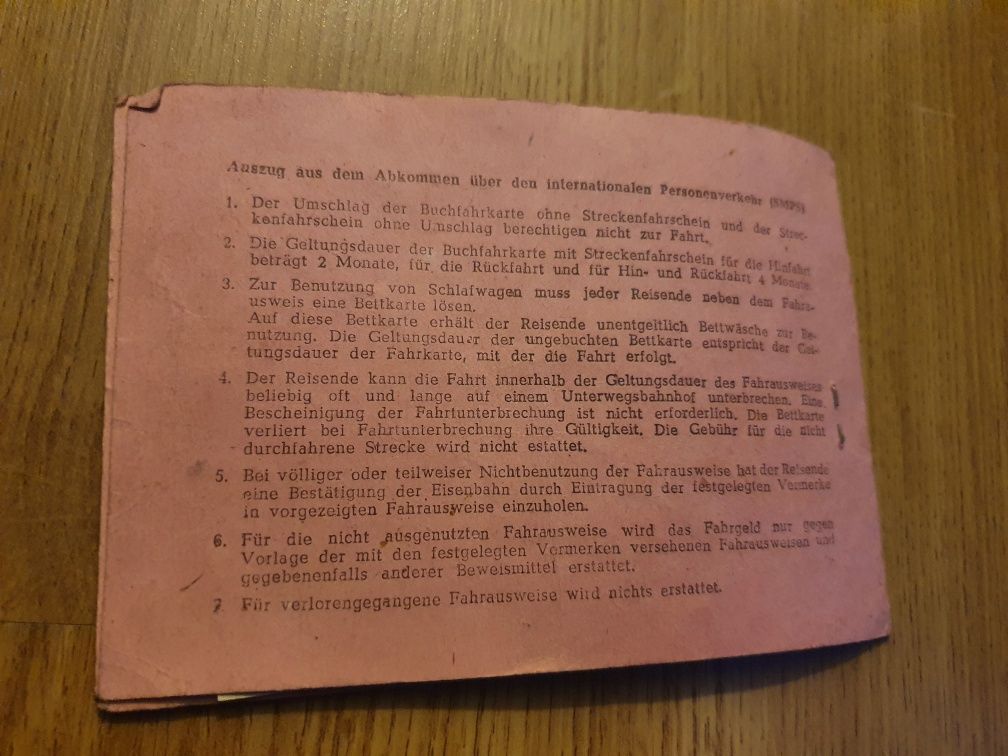 Auszug aus dem Abkommen über den internationalen Personenverkehr (SMPS)
1. Der Umschlag der Buchfahrkarte ohne Streckenfahrschein und der Strec-
kenfahrschein ohne Umschlag berechtigen nicht zur Fahrt.
2. Die Geltungsdauer der Buchfahrkarte mit Streckenfahrschein für die Hinfahrt
beträgt 2 Monate, für die Rückfahrt und für Hin- und Rückfahrt 4 Monate.
3. Zur Benutzung von Schlafwagen muss jeder Reisende neben dem Fahra-
usweis eine Bettkarte lösen.
Auf diese Bettkarte erhält der Reisende unentgeltlich Bettwäsche zur Be-
nutzung. Die Geltungsdauer der ungebuchten Bettkarte entspricht der Gel-
tungsdauer der Fahrkarte, mit der die Fahrt erfolgt.
4. Der Reisende kann die Fahrt innerhalb der Geltungsdauer des Fahrausweises
beliebig oft und lange auf einem Unterwegsbahnhof unterbrechen. Eine
Bescheinigung der Fahrtunterbrechung ist nicht erforderlich. Die Bettkarte
verliert bei Fahrtunterbrechung ihre Gültigkeit. Die Gebühr für die nicht
durchfahrene Strecke wird nicht estattet.
5. Bei völliger oder teilweiser Nichtbenutzung der Fahrausweise hat der Reisende
eine Bestätigung der Eisenbahn durch Eintragung der festgelegten Vermerke
in vorgezeigten Fahrausweise einzuholen.
6. Für die nicht ausgenutzten Fahrausweise wird das Fahrgeld nur gegen
Vorlage der mit den festgelegten Vermerken versehenen Fahrausweisen und
gegebenenfalls anderer Beweismittel erstattet.
7. Für verlorengegangene Fahrausweise wird nichts erstattet.